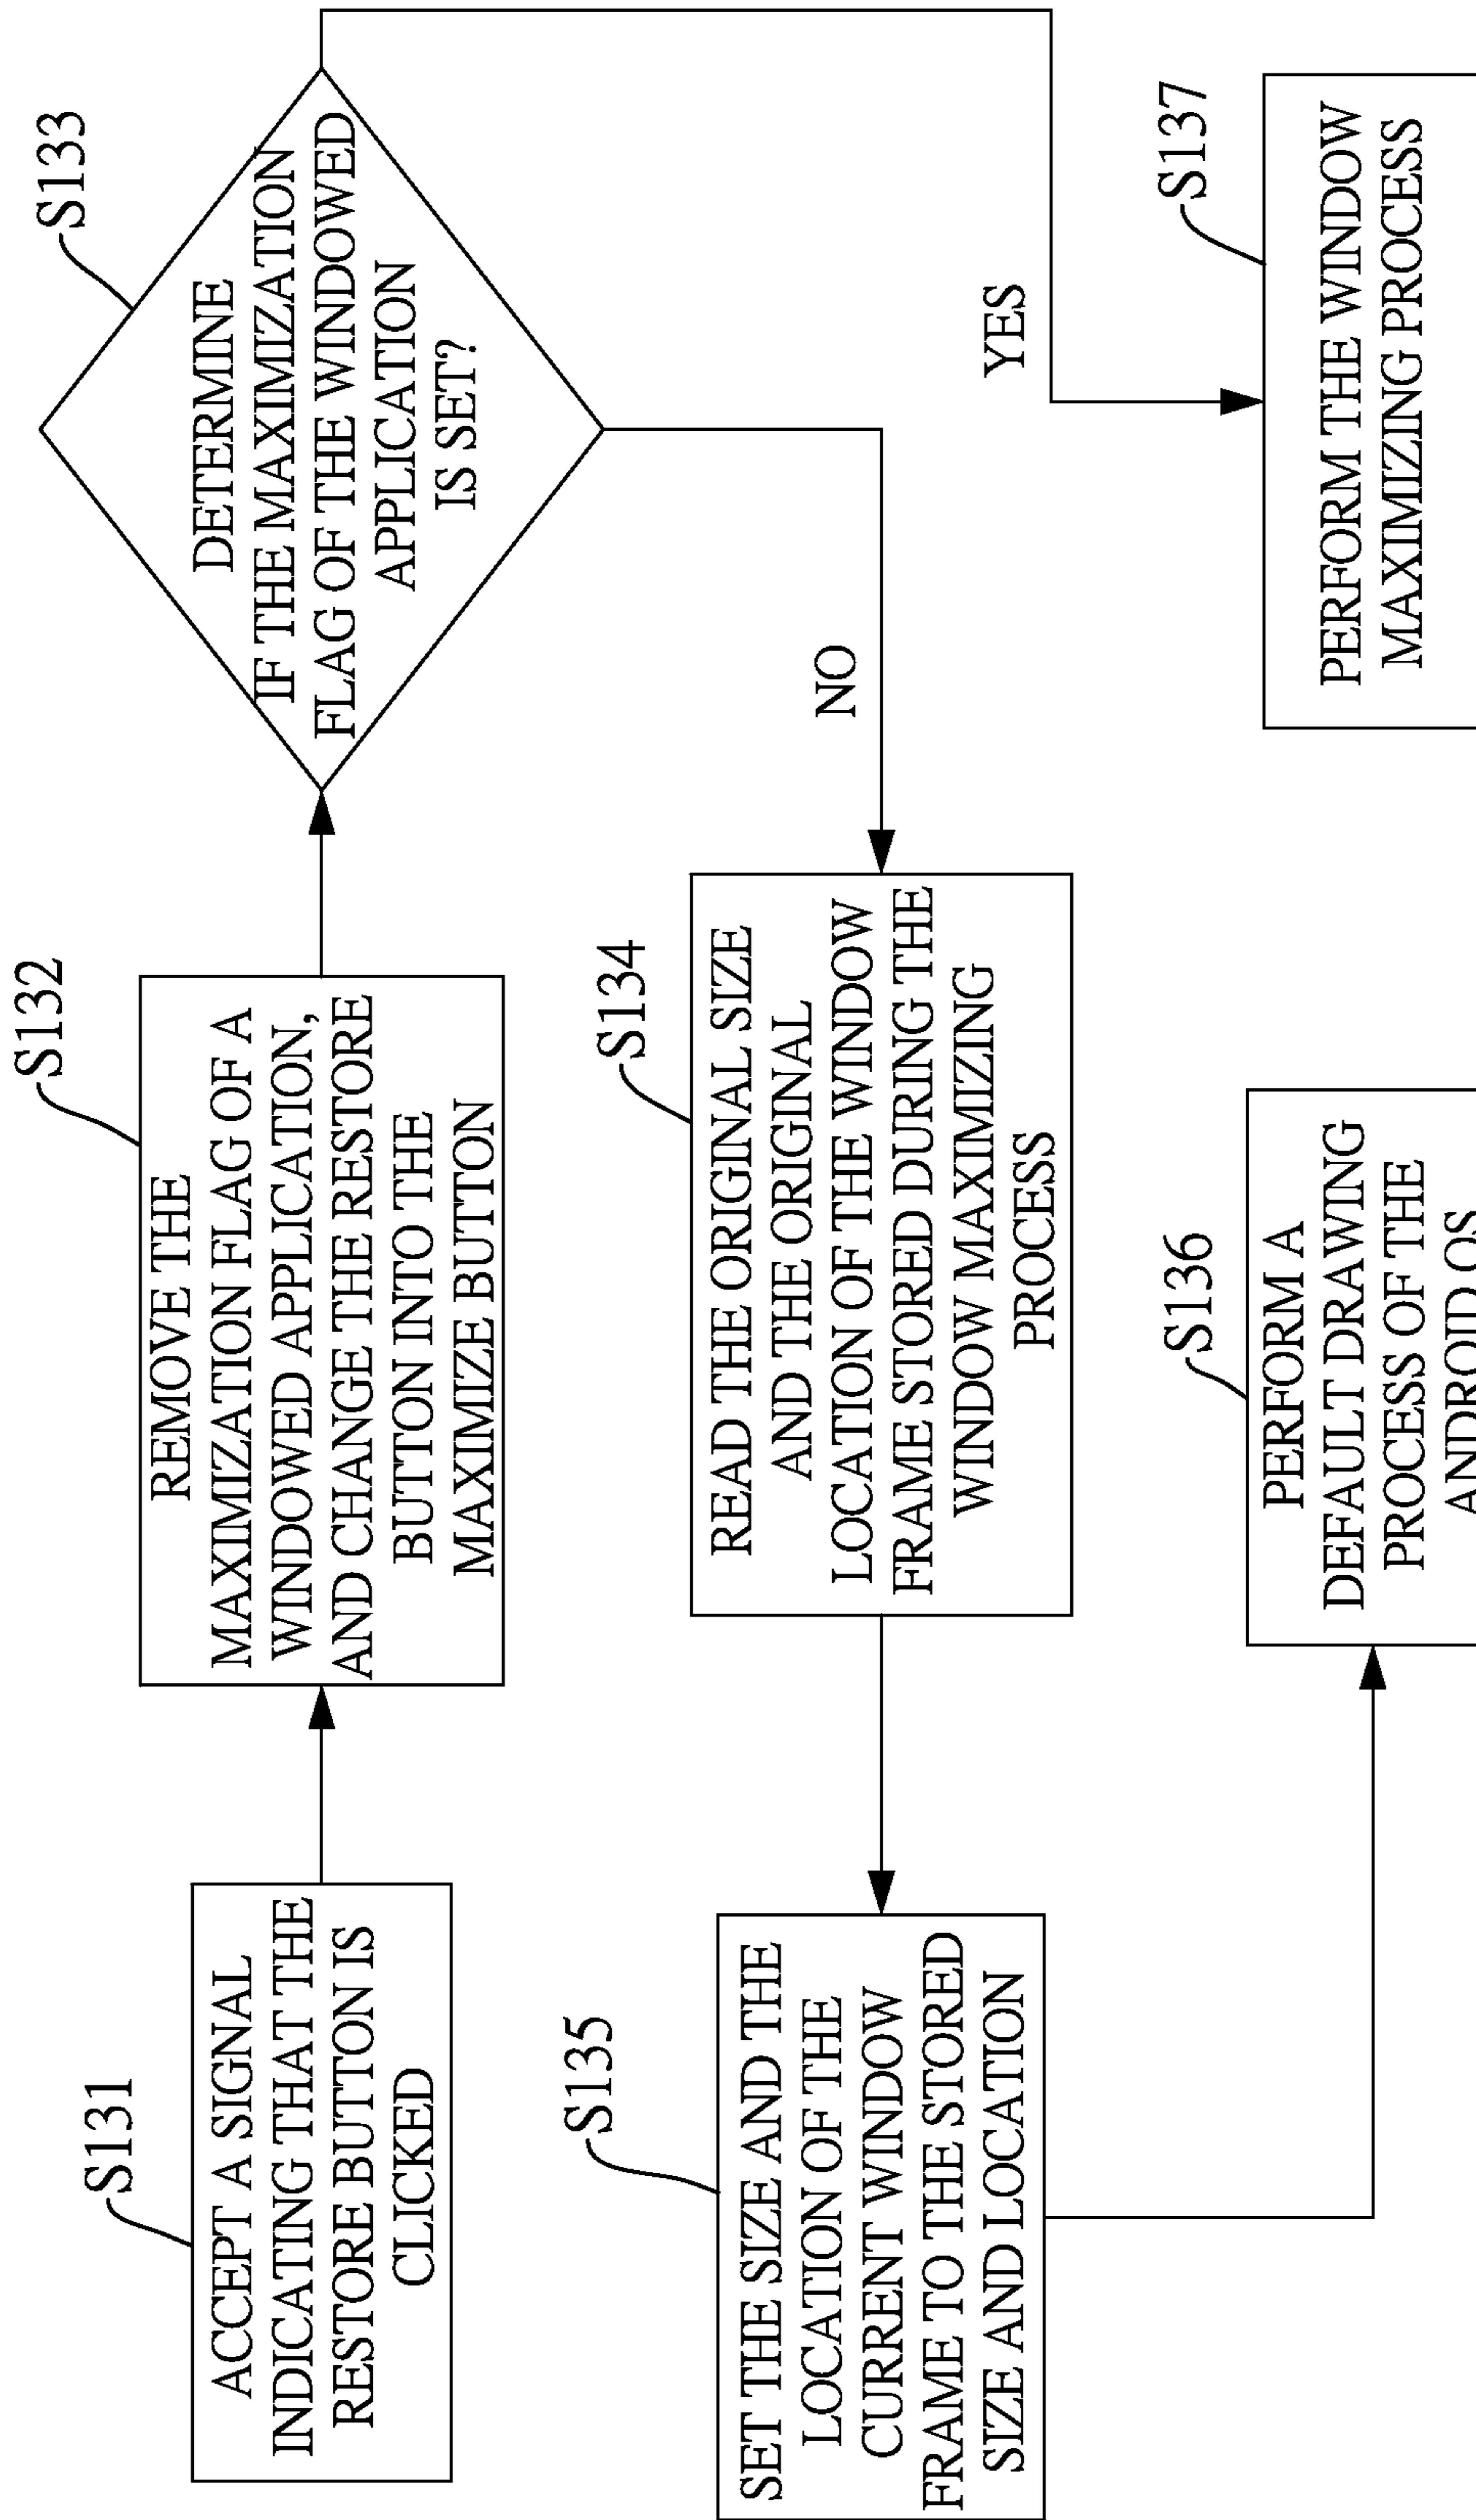 S131
ACCEPT A SIGNAL
INDICATING THAT THE
RESTORE BUTTON IS
CLICKED
S132
REMOVE THE
MAXIMIZATION FLAG OF A
WINDOWED APPLICATION,
AND CHANGE THE RESTORE
BUTTON INTO THE
MAXIMIZE BUTTON
S133
DETERMINE
IF THE MAXIMIZATION
FLAG OF THE WINDOWED
APPLICATION
IS SET?
NO
YES
S134
READ THE ORIGINAL SIZE
AND THE ORIGINAL
LOCATION OF THE WINDOW
FRAME STORED DURING THE
WINDOW MAXIMIZING
PROCESS
S135
SET THE SIZE AND THE
LOCATION OF THE
CURRENT WINDOW
FRAME TO THE STORED
SIZE AND LOCATION
S136
PERFORM A
DEFAULT DRAWING
PROCESS OF THE
ANDROID OS
S137
PERFORM THE WINDOW
MAXIMIZING PROCESS